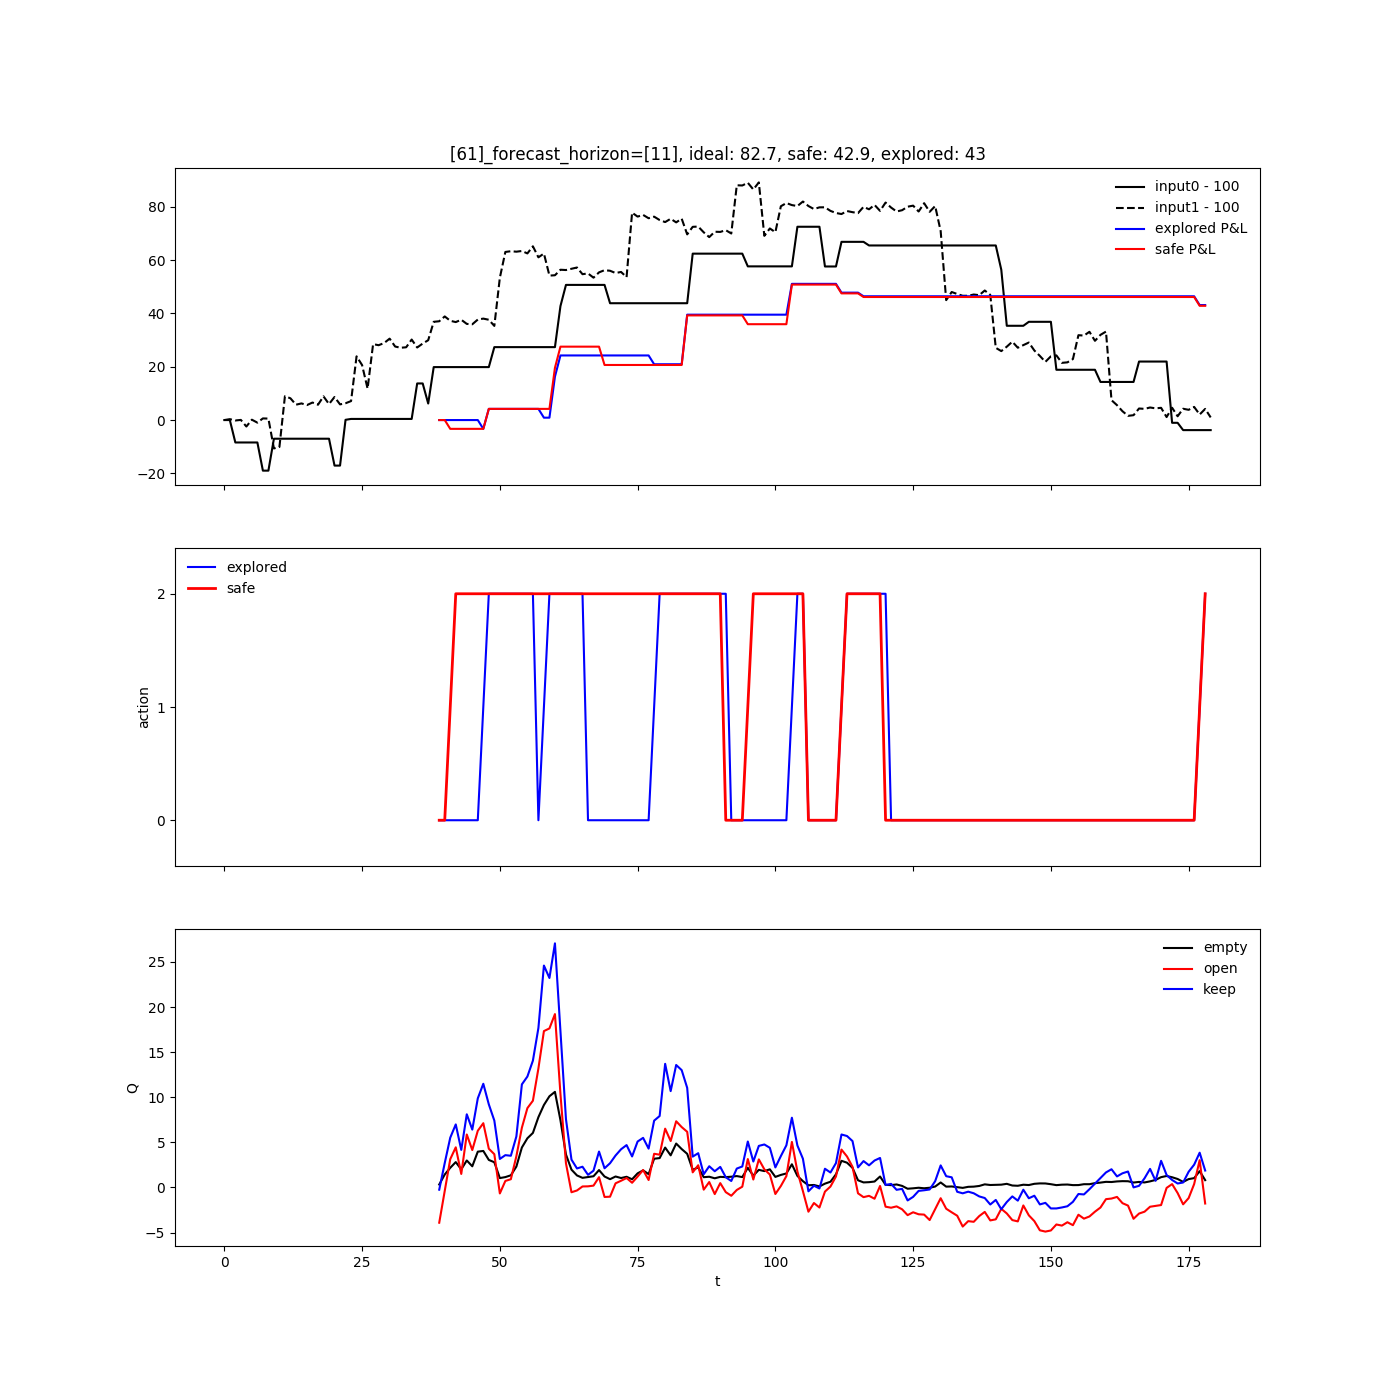 [61]_forecast_horizon=[11], ideal: 82.7, safe: 42.9, explored: 43
80
60
40
20
0
−20
input0 - 100
input1 - 100
explored P&L
safe P&L
2
1
0
action
explored
safe
25
20
15
10
5
0
−5
Q
empty
open
keep
0 25 50 75 100 125 150 175
t